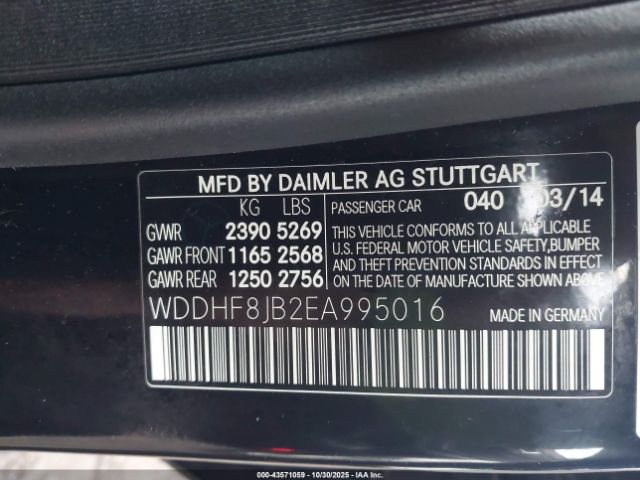 MFD BY DAIMLER AG STUTTGART
KG LBS
GVWR 2390 5269
GAWR FRONT 1165 2568
GAWR REAR 1250 2756
PASSENGER CAR 040 03/14
THIS VEHICLE CONFORMS TO ALL APPLICABLE
U.S. FEDERAL MOTOR VEHICLE SAFETY,BUMPER
AND THEFT PREVENTION STANDARDS IN EFFECT
ON THE DATE OF MANUFACTURE SHOWN ABOVE
WDDHF8JB2EA995016
MADE IN GERMANY
000-43571059 - 10/30/2025 - IAA Inc.